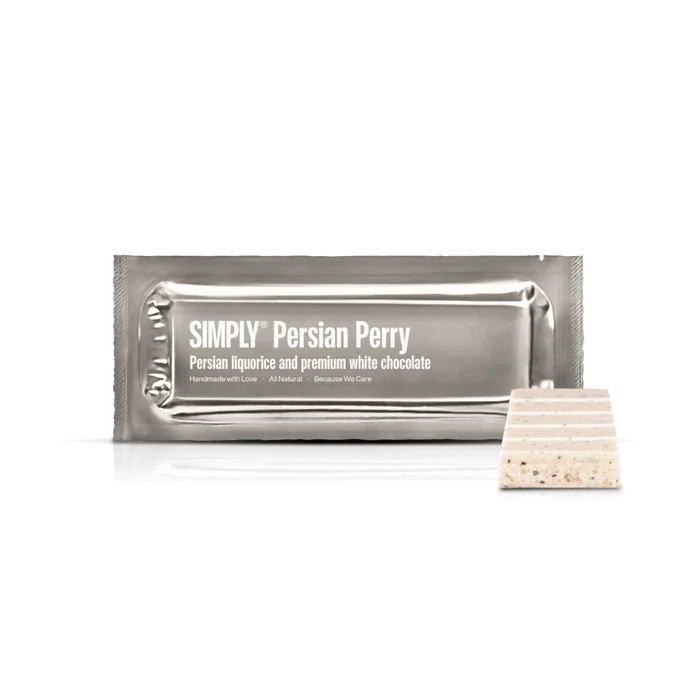 SIMPLY® Persian Perry
Persian liquorice and premium white chocolate
Handmade with Love · All Natural · Because We Care